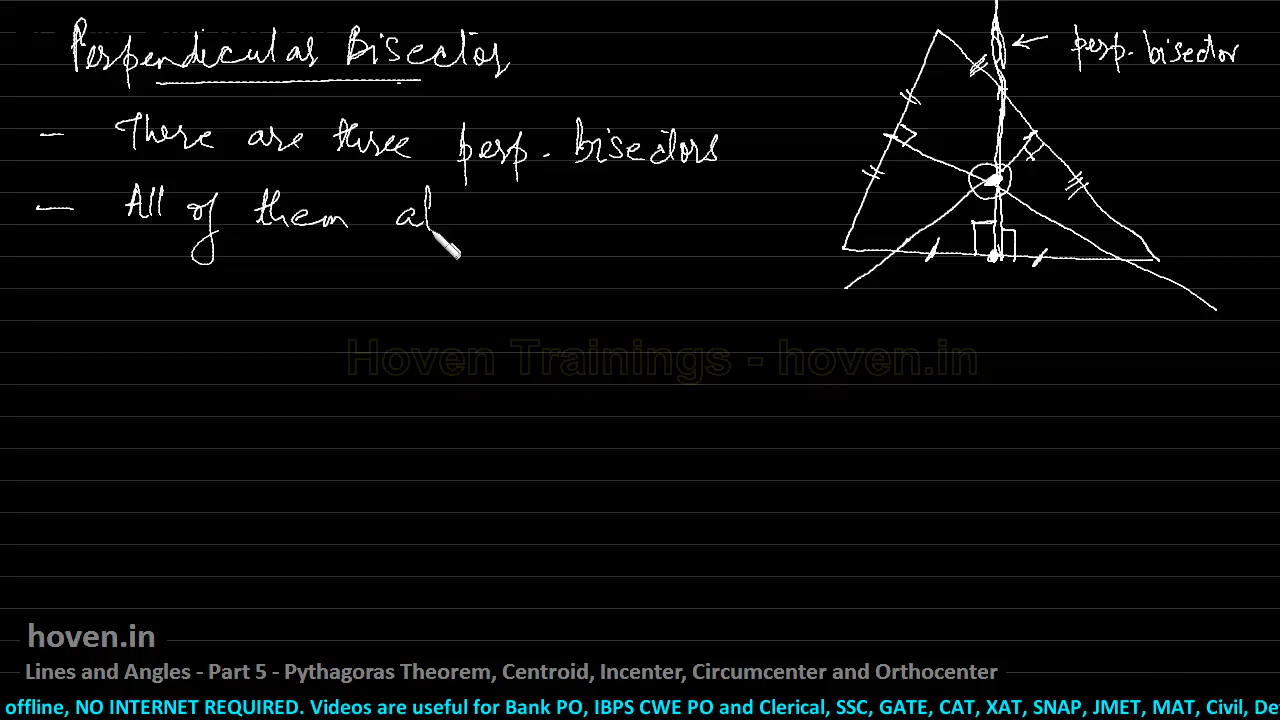 Perpendicular Bisector
← perp. bisector
- There are three perp. Bisectors
- All of them al
Hoven Trainings - hoven.in
hoven.in
Lines and Angles - Part 5 - Pythagoras Theorem, Centroid, Incenter, Circumcenter and Orthocenter
offline, NO INTERNET REQUIRED. Videos are useful for Bank PO, IBPS CWE PO and Clerical, SSC, GATE, CAT, XAT, SNAP, JMET, MAT, Civil, De